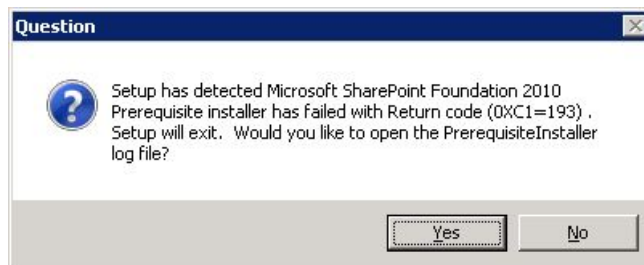 Question
Setup has detected Microsoft SharePoint Foundation 2010
Prerequisite installer has failed with Return code (0XC1=193) .
Setup will exit.  Would you like to open the PrerequisiteInstaller
log file?
Yes
No